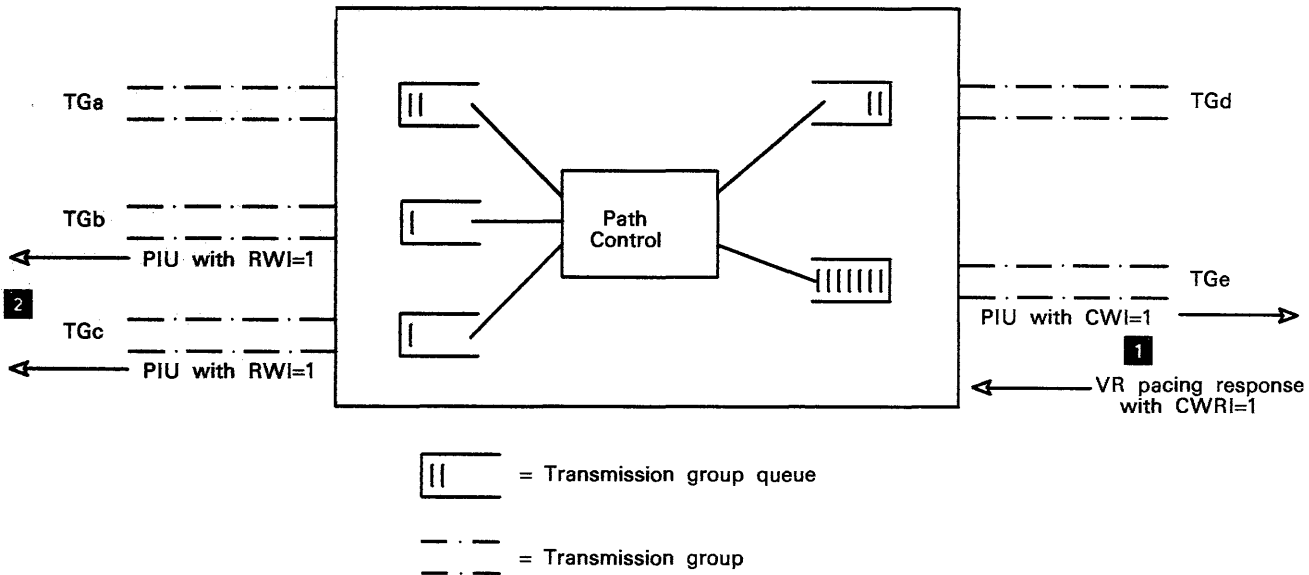 TGa
TGd
TGb
Path
Control
PIU with RWI=1
TGe
2
PIU with CWI=1
TGc
1
PIU with RWI=1
VR pacing response
with CWRI=1
= Transmission group queue
= Transmission group